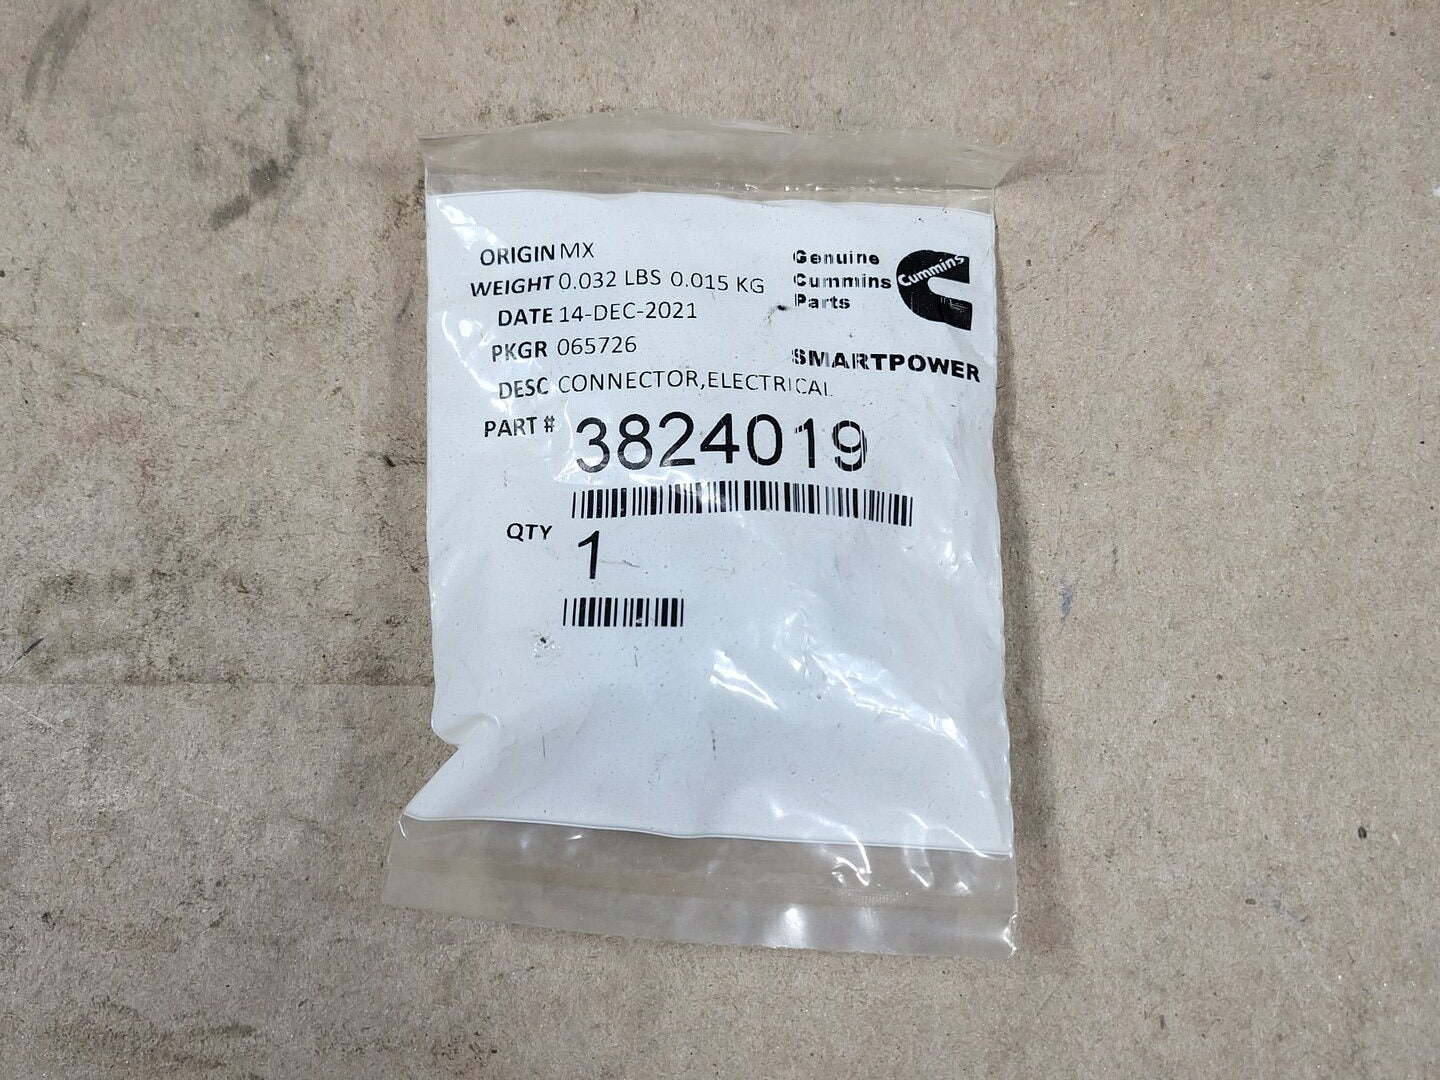 ORIGIN MX
WEIGHT 0.032 LBS 0.015 KG
DATE 14-DEC-2021
PKGR 065726
DESC CONNECTOR,ELECTRICAL
PART # 3824019
QTY 1
Genuine
Cummins
Parts
Cummins
SMARTPOWER